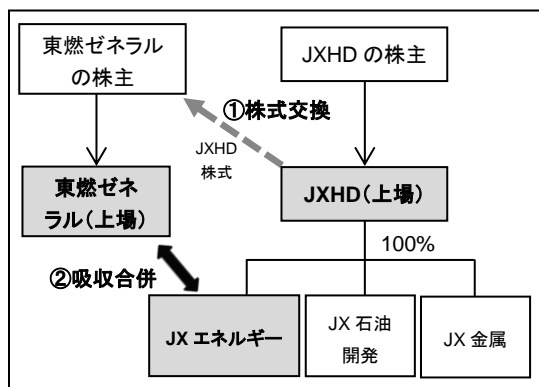 東燃ゼネラル
の株主
JXHD の株主
①株式交換
JXHD
株式
東燃ゼネ
ラル(上場)
JXHD(上場)
100%
②吸収合併
JX エネルギー
JX 石油
開発
JX 金属